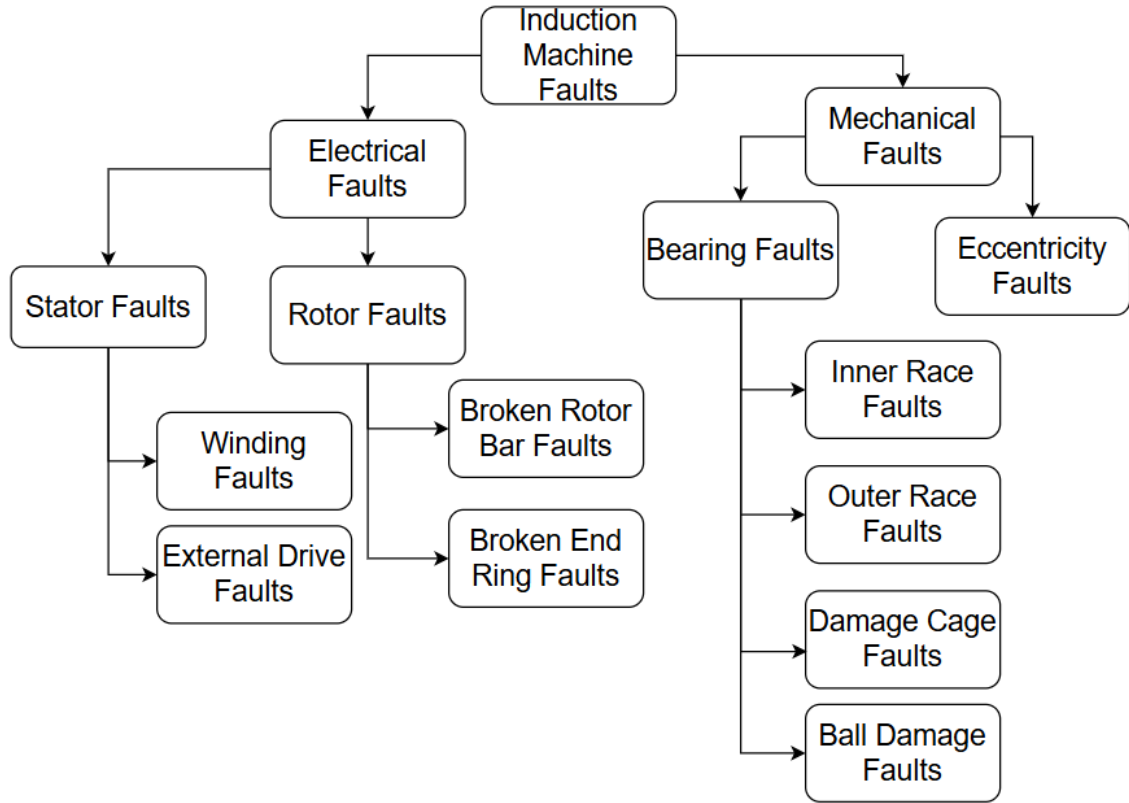 Induction
Machine
Faults
Electrical
Faults
Mechanical
Faults
Stator Faults
Rotor Faults
Bearing Faults
Eccentricity
Faults
Winding
Faults
External Drive
Faults
Broken Rotor
Bar Faults
Broken End
Ring Faults
Inner Race
Faults
Outer Race
Faults
Damage Cage
Faults
Ball Damage
Faults